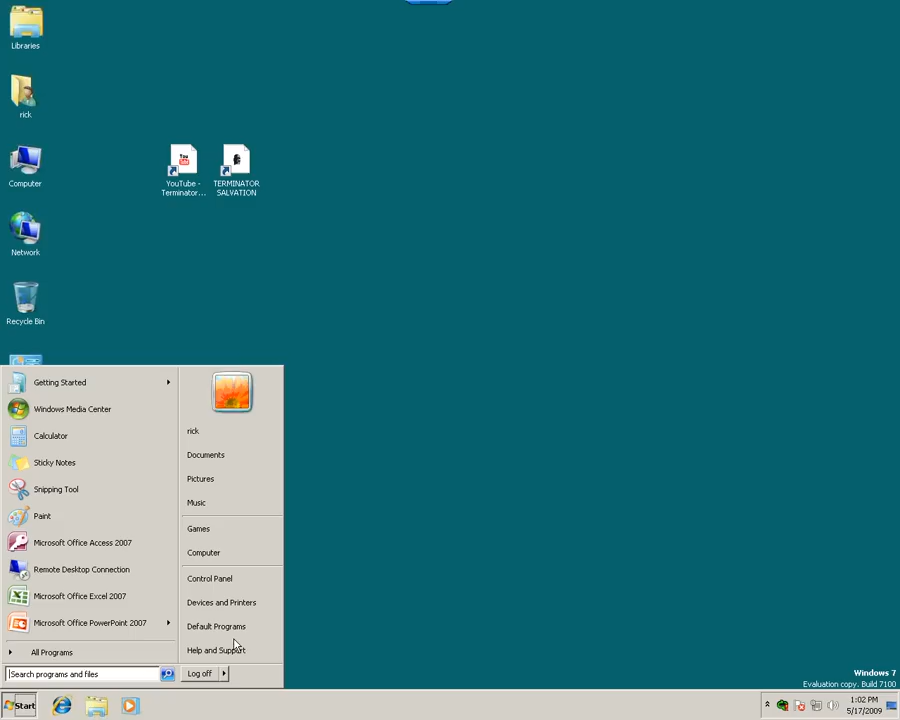 Libraries
rick
Computer
Network
Recycle Bin
You
Tube
YouTube -
Terminator...
TERMINATOR
SALVATION
Getting Started
Windows Media Center
Calculator
Sticky Notes
Snipping Tool
Paint
Microsoft Office Access 2007
Remote Desktop Connection
Microsoft Office Excel 2007
Microsoft Office PowerPoint 2007
All Programs
Search programs and files
rick
Documents
Pictures
Music
Games
Computer
Control Panel
Devices and Printers
Default Programs
Help and Support
Log off
Windows 7
Evaluation copy. Build 7100
Start
1:02 PM
5/17/2009